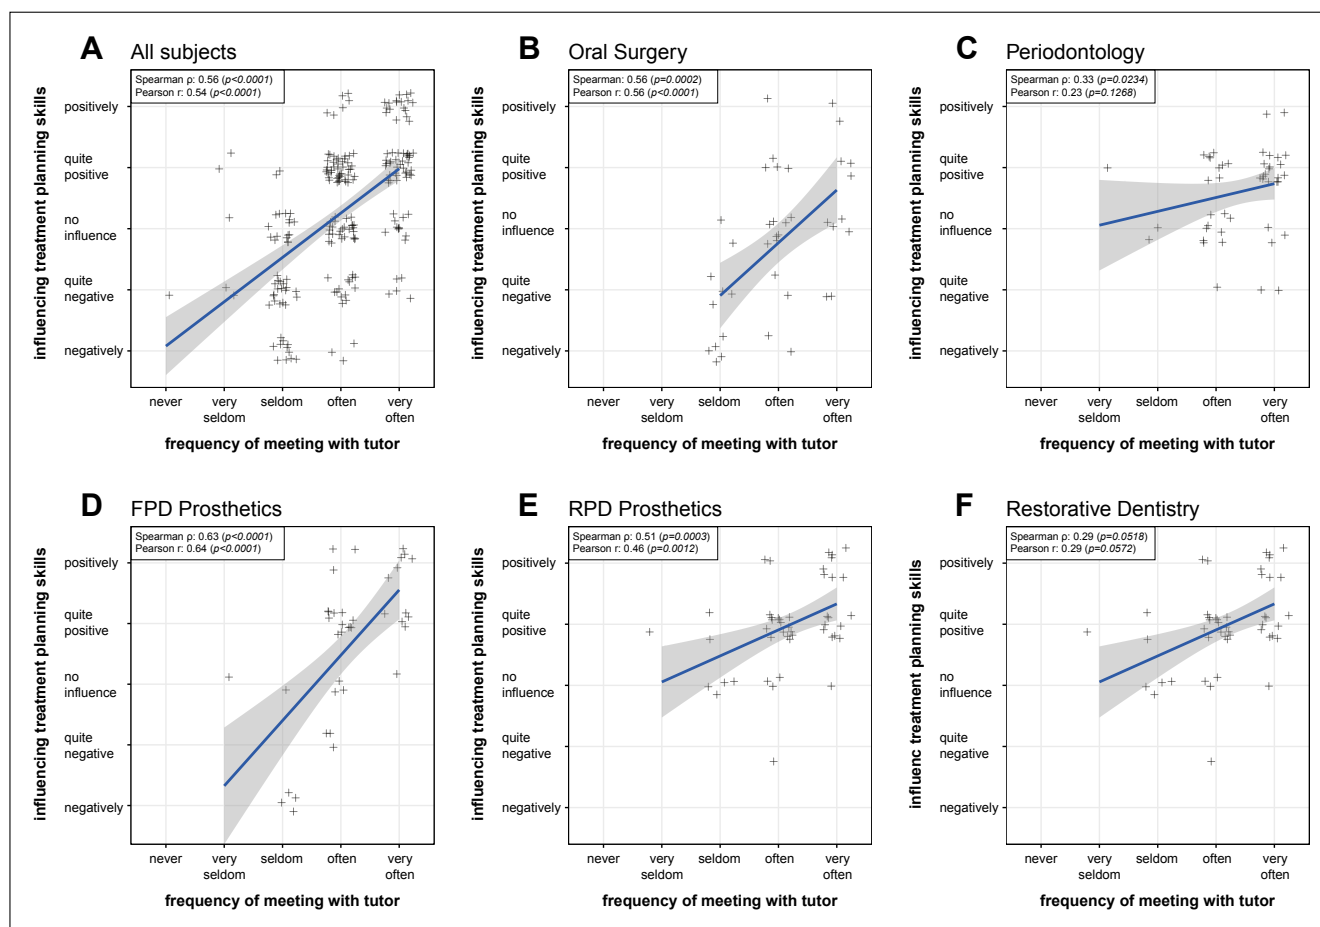 A All subjects
Spearman ρ: 0.56 (p<0.0001)
Pearson r: 0.54 (p<0.0001)
influencing treatment planning skills
positively
quite
positive
no
influence
quite
negative
negatively
never very seldom often very
seldom often
frequency of meeting with tutor
B Oral Surgery
Spearman: 0.56 (p=0.0002)
Pearson r: 0.56 (p<0.0001)
influencing treatment planning skills
positively
quite
positive
no
influence
quite
negative
negatively
never very seldom often very
seldom often
frequency of meeting with tutor
C Periodontology
Spearman ρ: 0.33 (p=0.0234)
Pearson r: 0.23 (p=0.1268)
influencing treatment planning skills
positively
quite
positive
no
influence
quite
negative
negatively
never very seldom often very
seldom often
frequency of meeting with tutor
D FPD Prosthetics
Spearman ρ: 0.63 (p<0.0001)
Pearson r: 0.64 (p<0.0001)
influencing treatment planning skills
positively
quite
positive
no
influence
quite
negative
negatively
never very seldom often very
seldom often
frequency of meeting with tutor
E RPD Prosthetics
Spearman ρ: 0.51 (p=0.0003)
Pearson r: 0.46 (p=0.0012)
influencing treatment planning skills
positively
quite
positive
no
influence
quite
negative
negatively
never very seldom often very
seldom often
frequency of meeting with tutor
F Restorative Dentistry
Spearman ρ: 0.29 (p=0.0518)
Pearson r: 0.29 (p=0.0572)
influenc treatment planning skills
positively
quite
positive
no
influence
quite
negative
negatively
never very seldom often very
seldom often
frequency of meeting with tutor